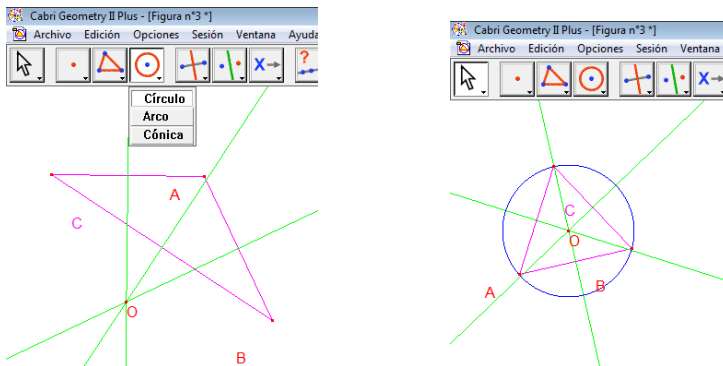 Cabri Geometry II Plus - [Figura n°3 *]
Archivo Edición Opciones Sesión Ventana Ayuda
X
?
Círculo
Arco
Cónica
A
C
O
B
Cabri Geometry II Plus - [Figura n°3 *]
Archivo Edición Opciones Sesión Ventana
X
C
O
A
B